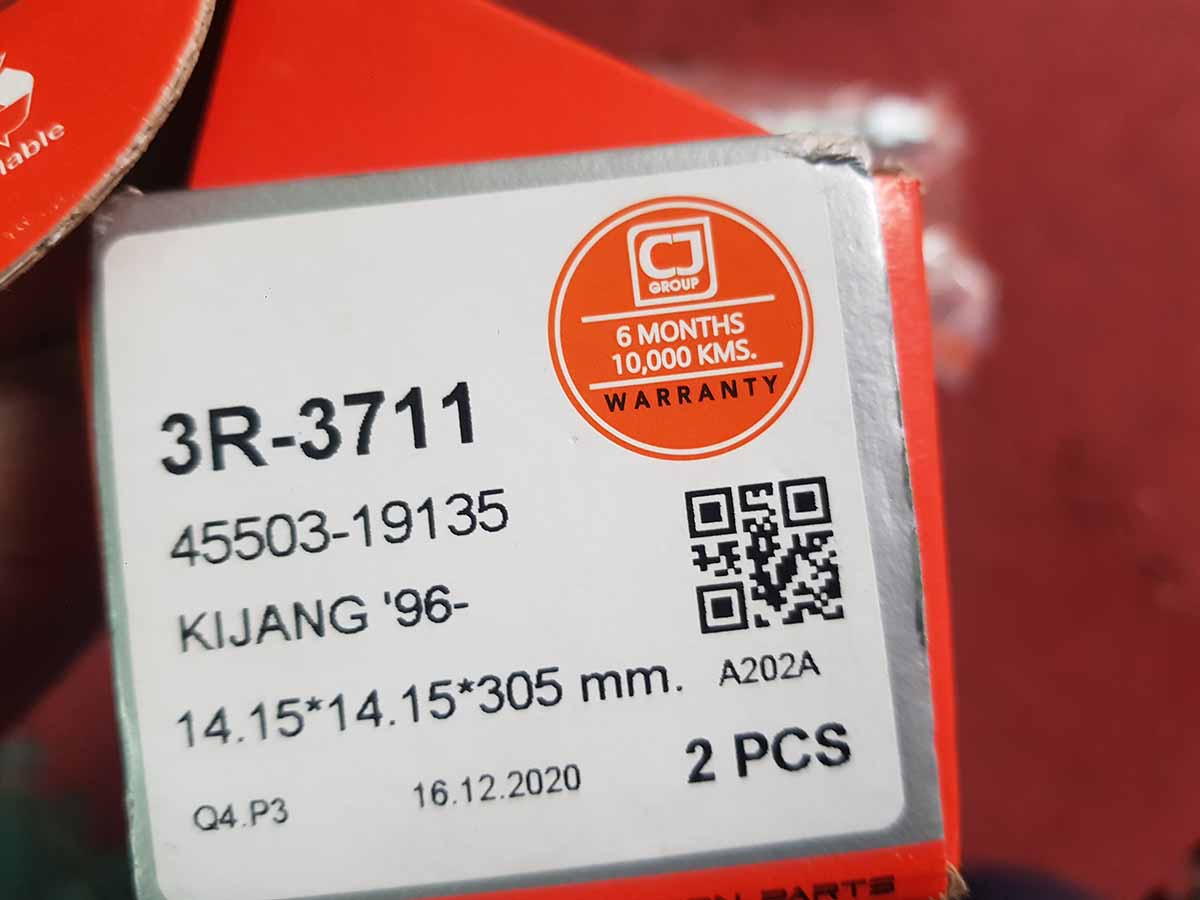 CJ
GROUP
6 MONTHS
10,000 KMS.
WARRANTY
3R-3711
45503-19135
KIJANG '96-
14.15*14.15*305 mm.
A202A
2 PCS
Q4.P3
16.12.2020
PARTS